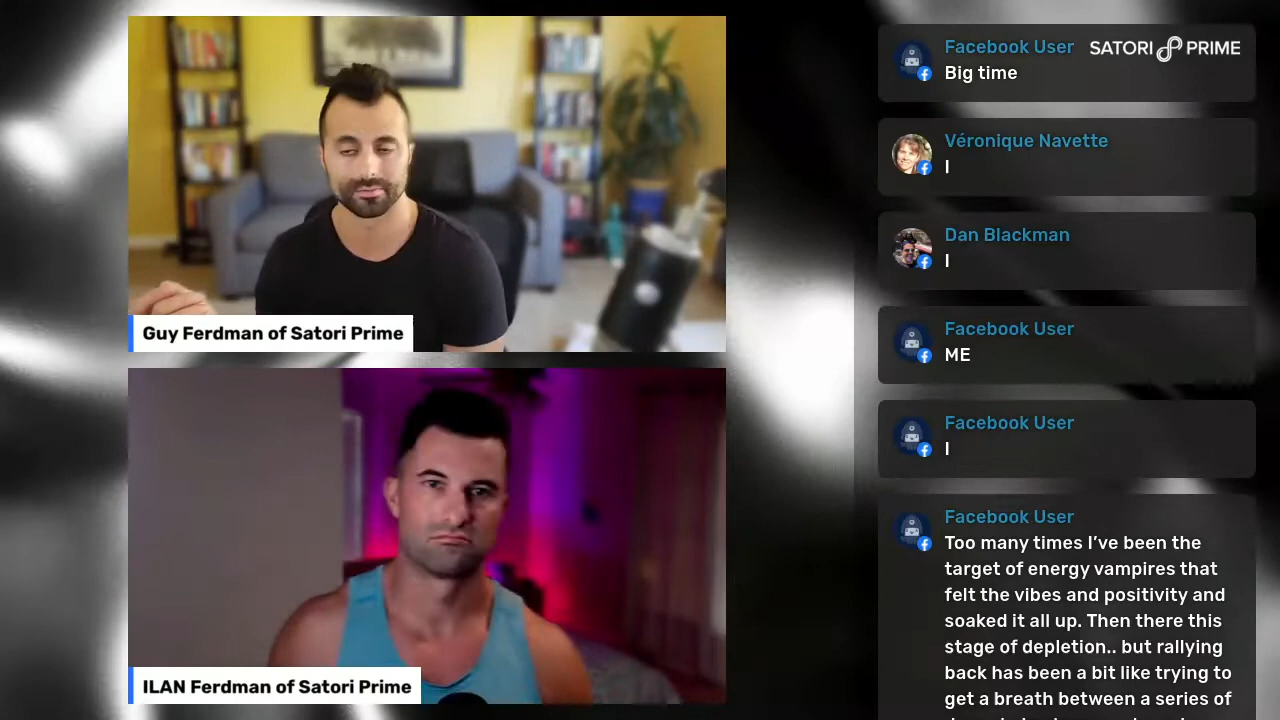 Guy Ferdman of Satori Prime
ILAN Ferdman of Satori Prime
Facebook User
SATORI PRIME
Big time
Véronique Navette
I
Dan Blackman
I
Facebook User
ME
Facebook User
I
Facebook User
Too many times I’ve been the
target of energy vampires that
felt the vibes and positivity and
soaked it all up. Then there this
stage of depletion.. but rallying
back has been a bit like trying to
get a breath between a series of